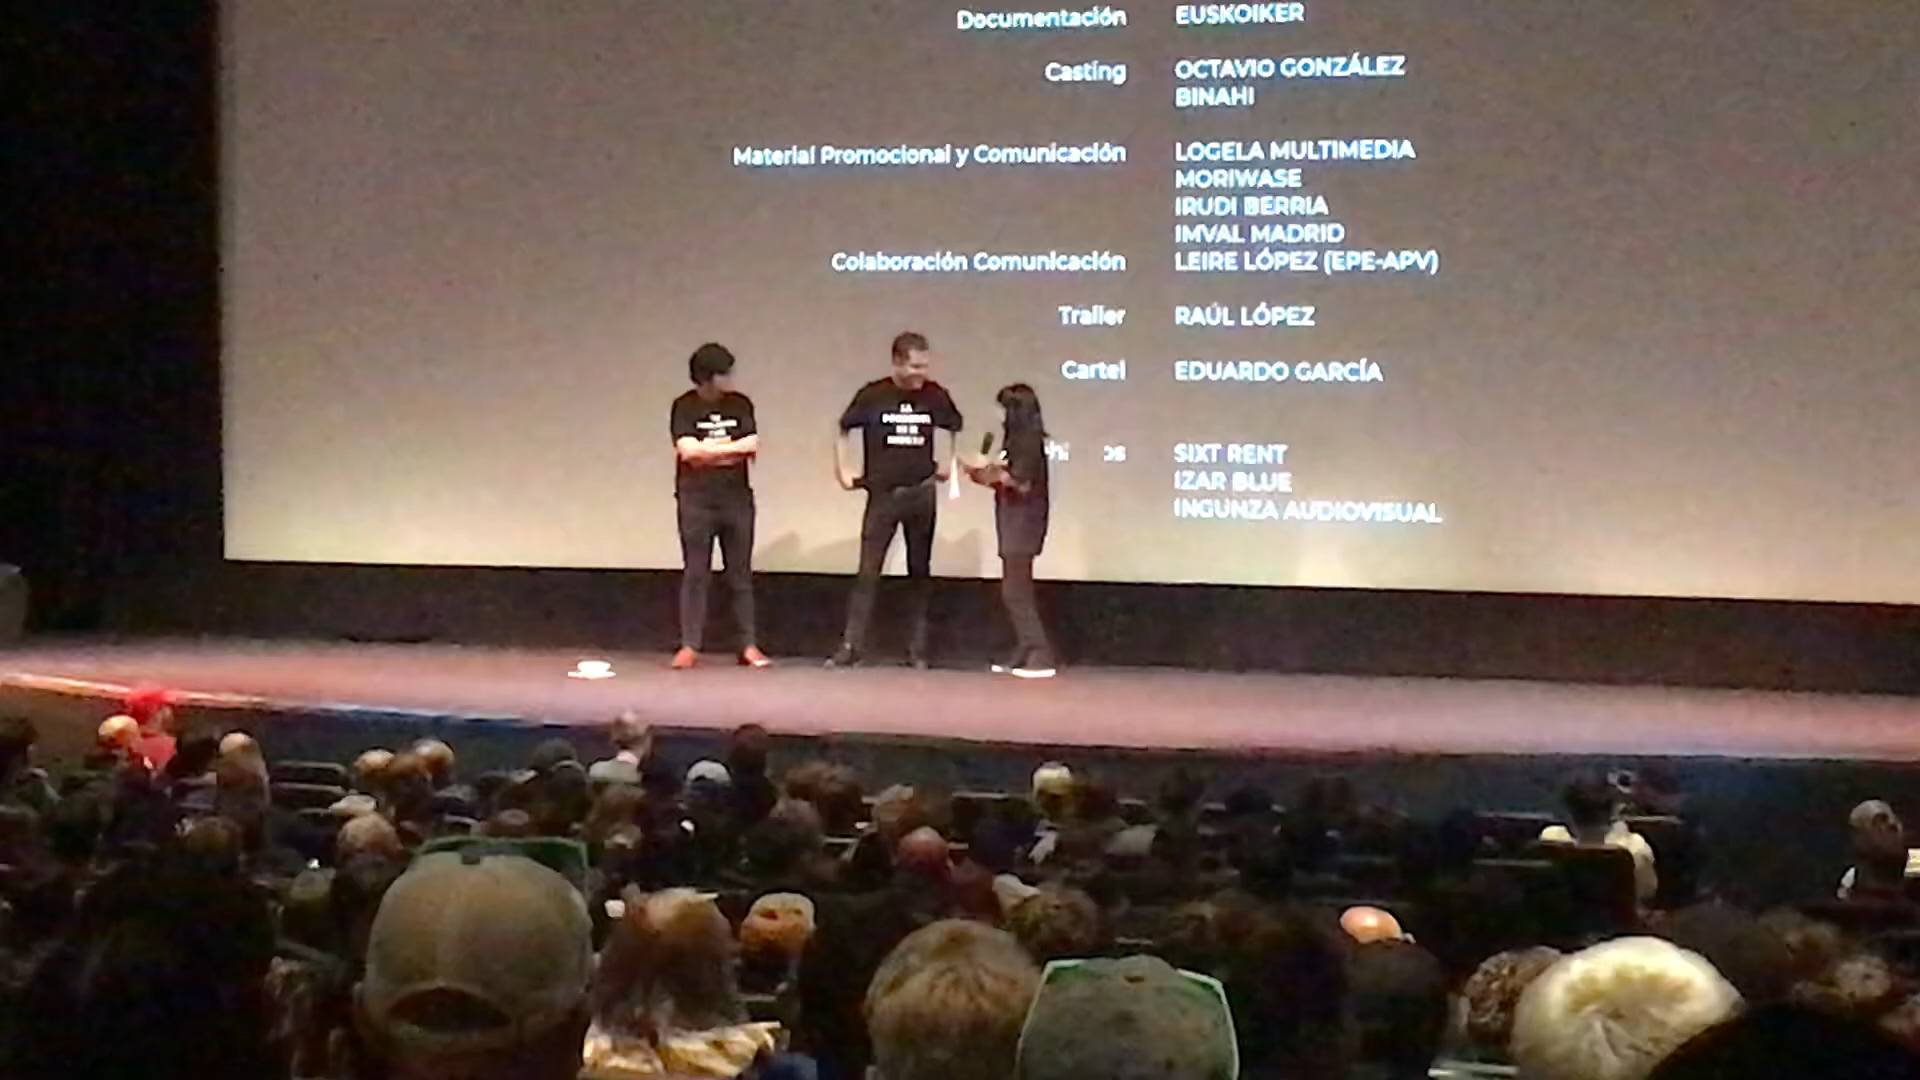 Documentación EUSKOIKER
Casting OCTAVIO GONZÁLEZ
BINAHI
Material Promocional y Comunicación LOGELA MULTIMEDIA
MORIWASE
IRUDI BERRIA
IMVAL MADRID
Colaboración Comunicación LEIRE LÓPEZ (EPE-APV)
Trailer RAÚL LÓPEZ
Cartel EDUARDO GARCÍA
SIXT RENT
IZAR BLUE
INGUNZA AUDIOVISUAL